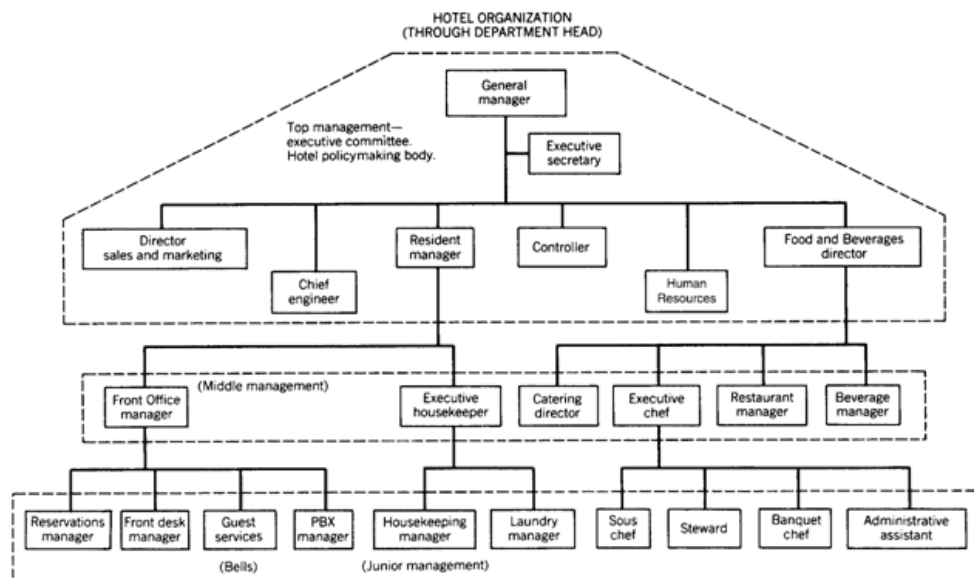 HOTEL ORGANIZATION
(THROUGH DEPARTMENT HEAD)
General
manager
Top management—
executive committee.
Hotel policymaking body.
Executive
secretary
Director
sales and marketing
Resident
manager
Controller
Food and Beverages
director
Chief
engineer
Human
Resources
(Middle management)
Front Office
manager
Executive
housekeeper
Catering
director
Executive
chef
Restaurant
manager
Beverage
manager
Reservations
manager
Front desk
manager
Guest
services
PBX
manager
Housekeeping
manager
Laundry
manager
Sous
chef
Steward
Banquet
chef
Administrative
assistant
(Bells)
(Junior management)